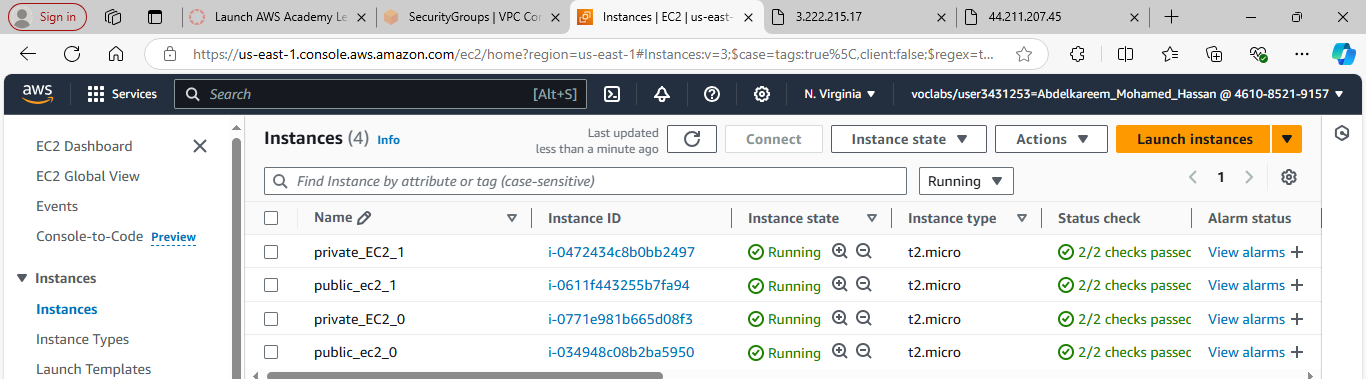 Sign in
Launch AWS Academy Le
SecurityGroups | VPC Cor
Instances | EC2 | us-east-
3.222.215.17
44.211.207.45
https://us-east-1.console.aws.amazon.com/ec2/home?region=us-east-1#Instances:v=3;$case=tags:true%5C,client:false;$regex=t...
aws
Services
Search
[Alt+S]
N. Virginia
voclabs/user3431253=Abdelkareem_Mohamed_Hassan @ 4610-8521-9157
EC2 Dashboard
EC2 Global View
Events
Console-to-Code Preview
Instances
Instances
Instance Types
Launch Templates
Instances (4) Info
Last updated
less than a minute ago
Connect
Instance state
Actions
Launch instances
Find Instance by attribute or tag (case-sensitive)
Running
1
Name Instance ID Instance state Instance type Status check Alarm status
private_EC2_1 i-0472434c8b0bb2497 Running t2.micro 2/2 checks passec View alarms
public_ec2_1 i-0611f443255b7fa94 Running t2.micro 2/2 checks passec View alarms
private_EC2_0 i-0771e981b665d08f3 Running t2.micro 2/2 checks passec View alarms
public_ec2_0 i-034948c08b2ba5950 Running t2.micro 2/2 checks passec View alarms